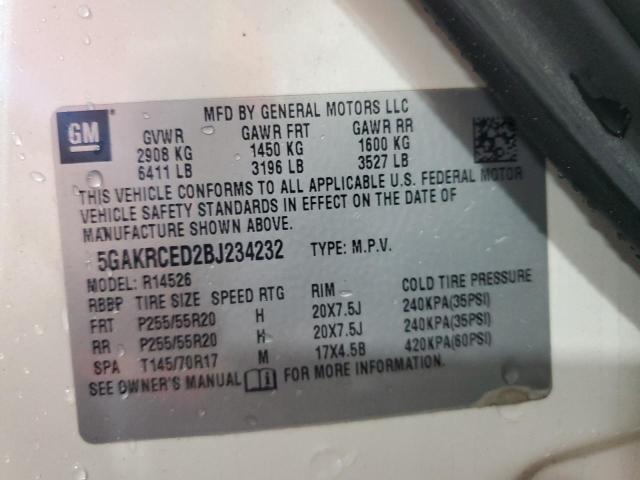 GM
MFD BY GENERAL MOTORS LLC
GVWR GAWR FRT GAWR RR
2908 KG 1450 KG 1600 KG
6411 LB 3196 LB 3527 LB
THIS VEHICLE CONFORMS TO ALL APPLICABLE U.S. FEDERAL MOTOR
VEHICLE SAFETY STANDARDS IN EFFECT ON THE DATE OF
MANUFACTURE SHOWN ABOVE.
5GAKRCED2BJ234232 TYPE: M.P.V.
MODEL: R14526
RBBP TIRE SIZE SPEED RTG RIM COLD TIRE PRESSURE
FRT P255/55R20 H 20X7.5J 240KPA(35PSI)
RR P255/55R20 H 20X7.5J 240KPA(35PSI)
SPA T145/70R17 M 17X4.5B 420KPA(60PSI)
SEE OWNER'S MANUAL FOR MORE INFORMATION.